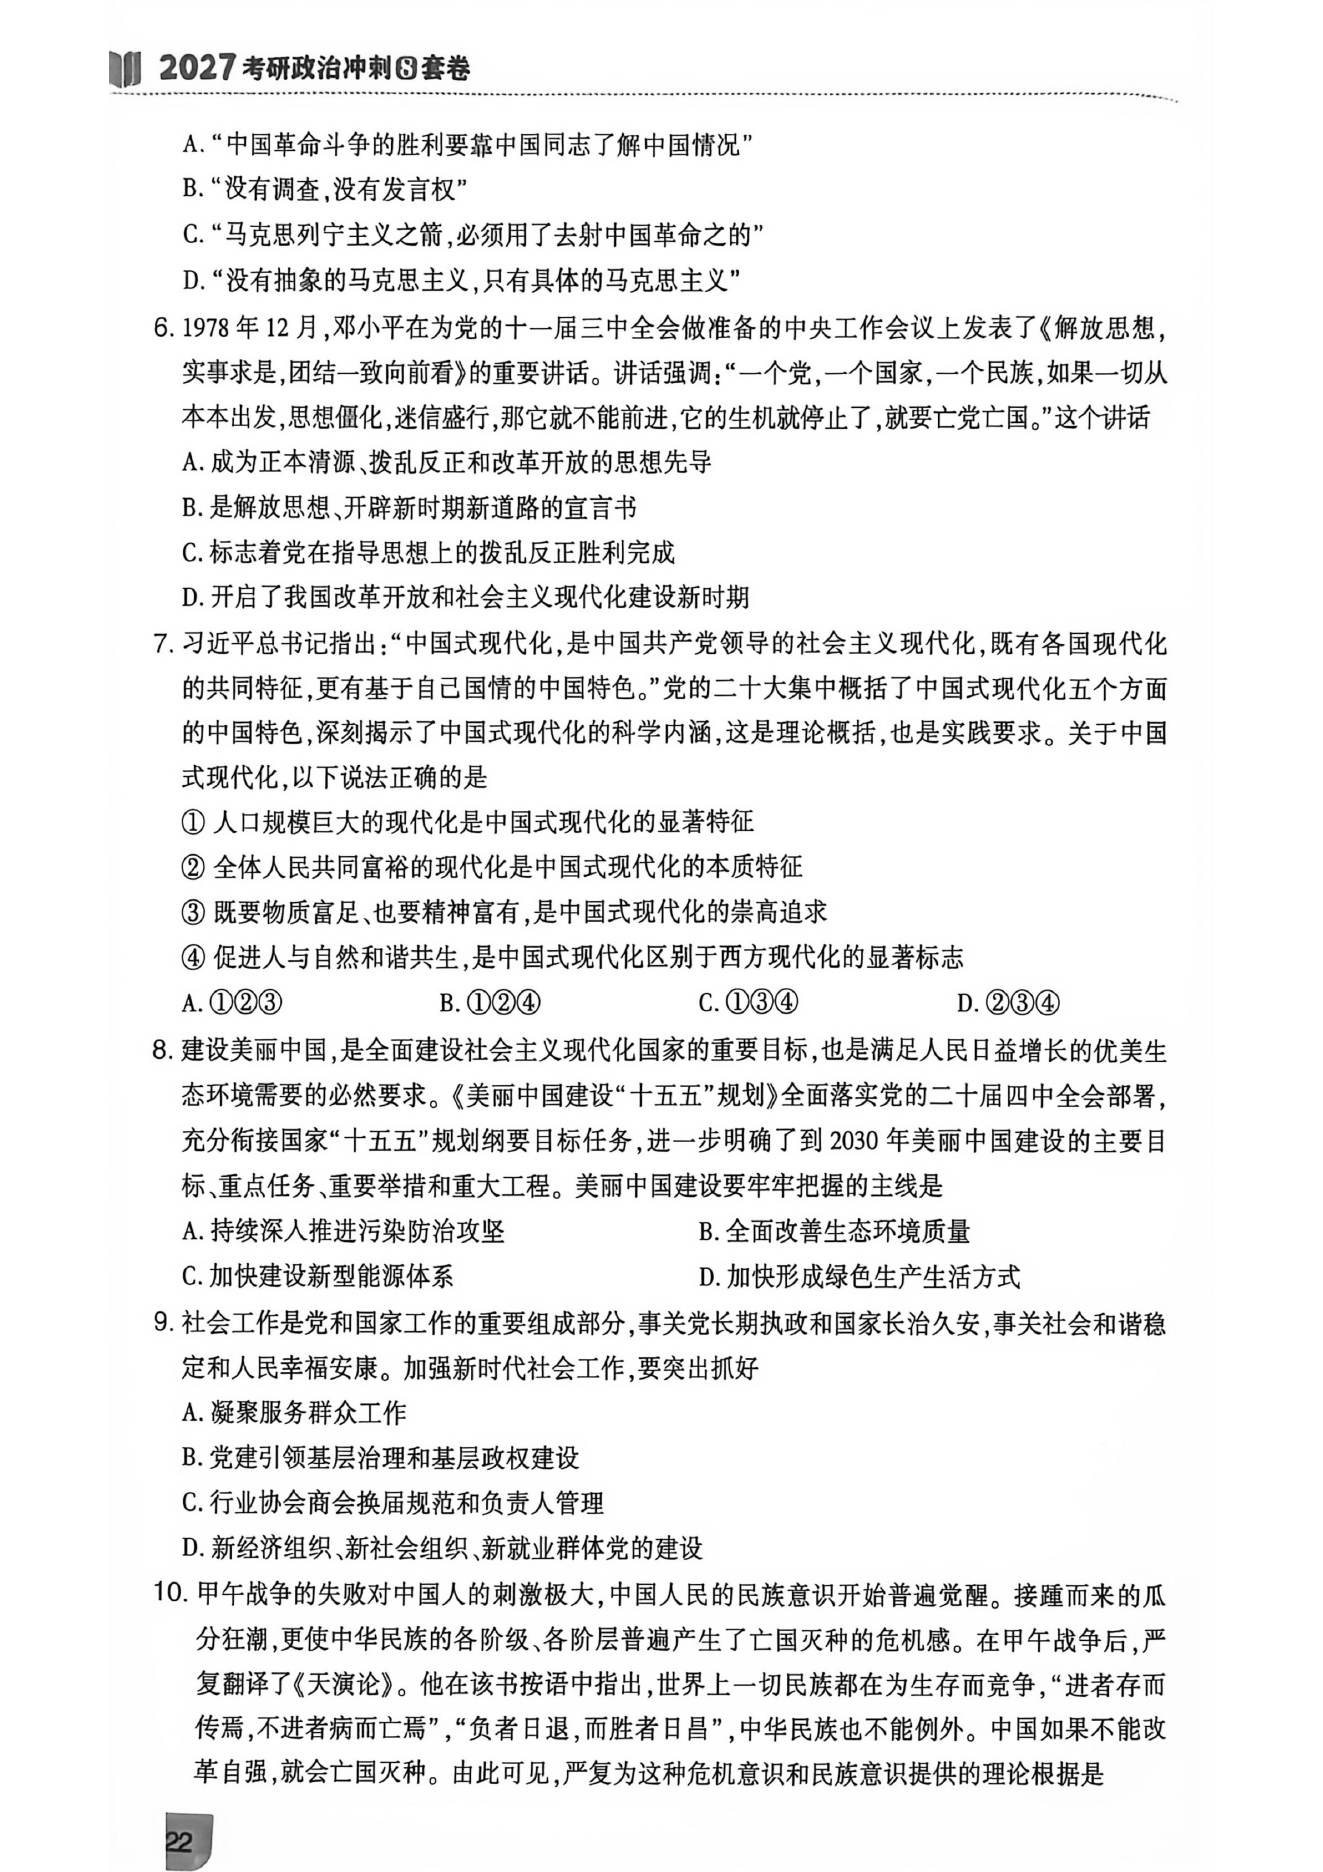 2027考研政治冲刺8套卷
A. “中国革命斗争的胜利要靠中国同志了解中国情况”
B. “没有调查,没有发言权”
C. “马克思列宁主义之箭,必须用了去射中国革命之的”
D. “没有抽象的马克思主义,只有具体的马克思主义”
6. 1978 年 12 月,邓小平在为党的十一届三中全会做准备的中央工作会议上发表了《解放思想,
实事求是,团结一致向前看》的重要讲话。讲话强调:“一个党,一个国家,一个民族,如果一切从
本本出发,思想僵化,迷信盛行,那它就不能前进,它的生机就停止了,就要亡党亡国。”这个讲话
A. 成为正本清源、拨乱反正和改革开放的思想先导
B. 是解放思想、开辟新时期新道路的宣言书
C. 标志着党在指导思想上的拨乱反正胜利完成
D. 开启了我国改革开放和社会主义现代化建设新时期
7. 习近平总书记指出:“中国式现代化,是中国共产党领导的社会主义现代化,既有各国现代化
的共同特征,更有基于自己国情的中国特色。”党的二十大集中概括了中国式现代化五个方面
的中国特色,深刻揭示了中国式现代化的科学内涵,这是理论概括,也是实践要求。关于中国
式现代化,以下说法正确的是
① 人口规模巨大的现代化是中国式现代化的显著特征
② 全体人民共同富裕的现代化是中国式现代化的本质特征
③ 既要物质富足、也要精神富有,是中国式现代化的崇高追求
④ 促进人与自然和谐共生,是中国式现代化区别于西方现代化的显著标志
A. ①②③ B. ①②④ C. ①③④ D. ②③④
8. 建设美丽中国,是全面建设社会主义现代化国家的重要目标,也是满足人民日益增长的优美生
态环境需要的必然要求。《美丽中国建设“十五五”规划》全面落实党的二十届四中全会部署,
充分衔接国家“十五五”规划纲要目标任务,进一步明确了到 2030 年美丽中国建设的主要目
标、重点任务、重要举措和重大工程。美丽中国建设要牢牢把握的主线是
A. 持续深入推进污染防治攻坚 B. 全面改善生态环境质量
C. 加快建设新型能源体系 D. 加快形成绿色生产生活方式
9. 社会工作是党和国家工作的重要组成部分,事关党长期执政和国家长治久安,事关社会和谐稳
定和人民幸福安康。加强新时代社会工作,要突出抓好
A. 凝聚服务群众工作
B. 党建引领基层治理和基层政权建设
C. 行业协会商会换届规范和负责人管理
D. 新经济组织、新社会组织、新就业群体党的建设
10. 甲午战争的失败对中国人的刺激极大,中国人民的民族意识开始普遍觉醒。接踵而来的瓜
分狂潮,更使中华民族的各阶级、各阶层普遍产生了亡国灭种的危机感。在甲午战争后,严
复翻译了《天演论》。他在该书按语中指出,世界上一切民族都在为生存而竞争,“进者存而
传焉,不进者病而亡焉”,“负者日退,而胜者日昌”,中华民族也不能例外。中国如果不能改
革自强,就会亡国灭种。由此可见,严复为这种危机意识和民族意识提供的理论根据是
22